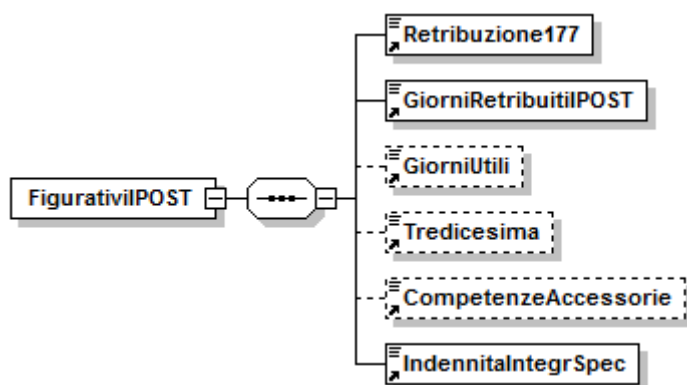 Retribuzione177
GiorniRetribuitiIPOST
GiorniUtili
FigurativiIPOST
Tredicesima
CompetenzeAccessorie
IndennitaIntegrSpec